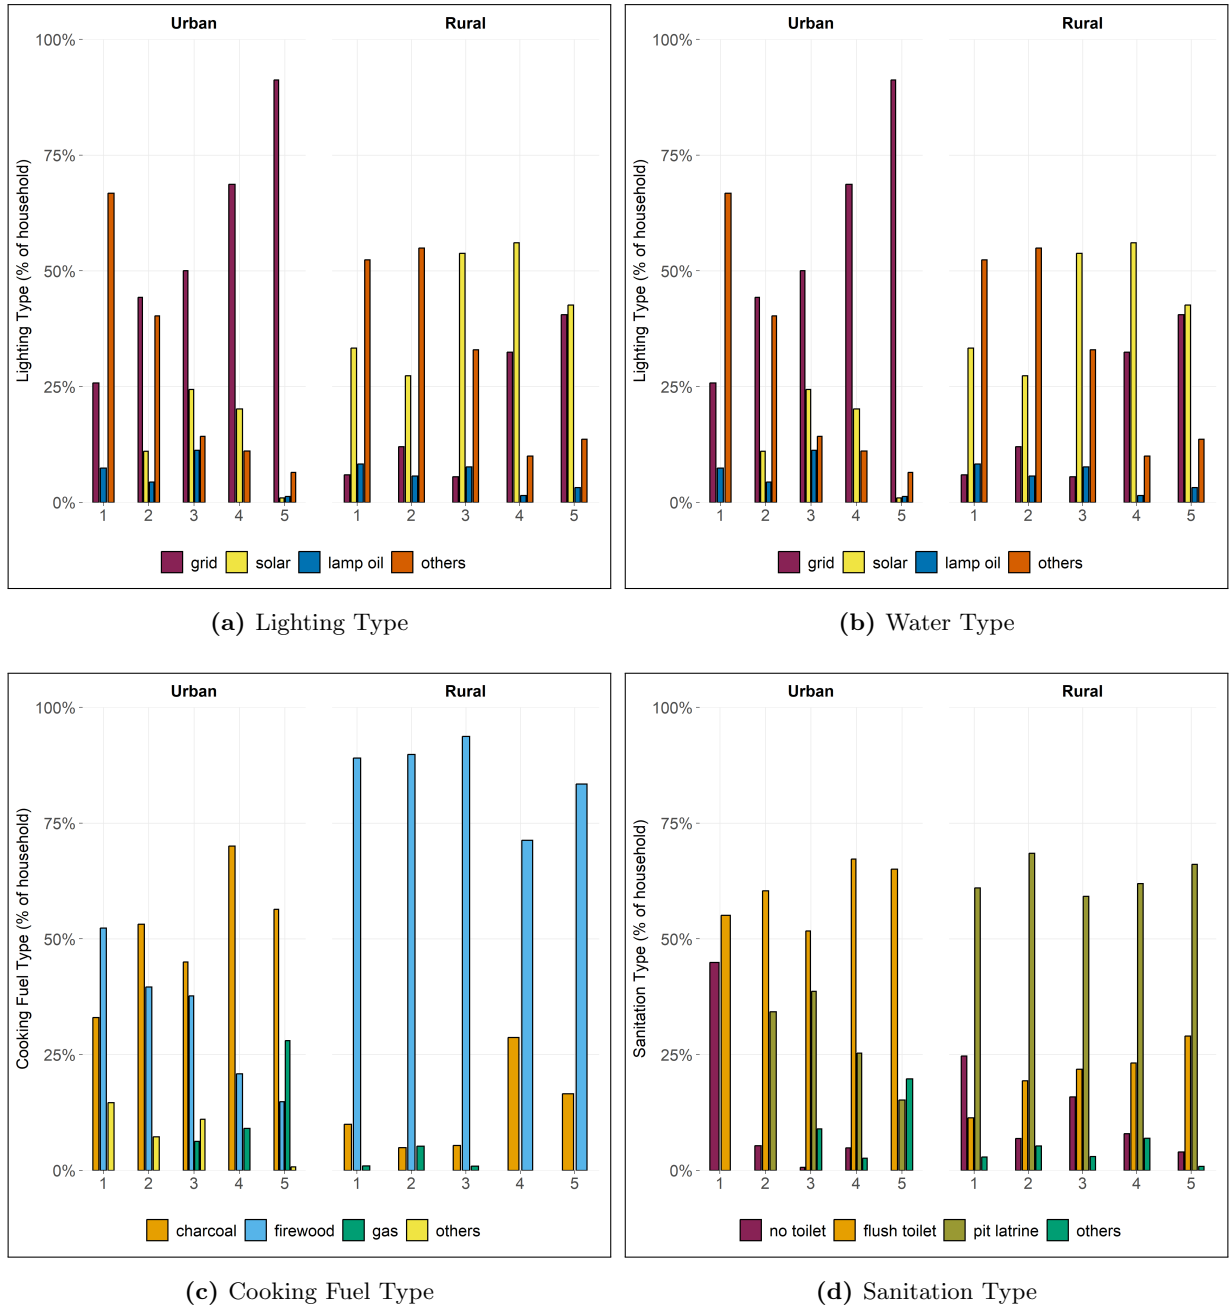 Urban Rural
100%
75%
50%
25%
0%
Lighting Type (% of household)
1 2 3 4 5 1 2 3 4 5
grid solar lamp oil others
(a) Lighting Type
Urban Rural
100%
75%
50%
25%
0%
Lighting Type (% of household)
1 2 3 4 5 1 2 3 4 5
grid solar lamp oil others
(b) Water Type
Urban Rural
100%
75%
50%
25%
0%
Cooking Fuel Type (% of household)
1 2 3 4 5 1 2 3 4 5
charcoal firewood gas others
(c) Cooking Fuel Type
Urban Rural
100%
75%
50%
25%
0%
Sanitation Type (% of household)
1 2 3 4 5 1 2 3 4 5
no toilet flush toilet pit latrine others
(d) Sanitation Type